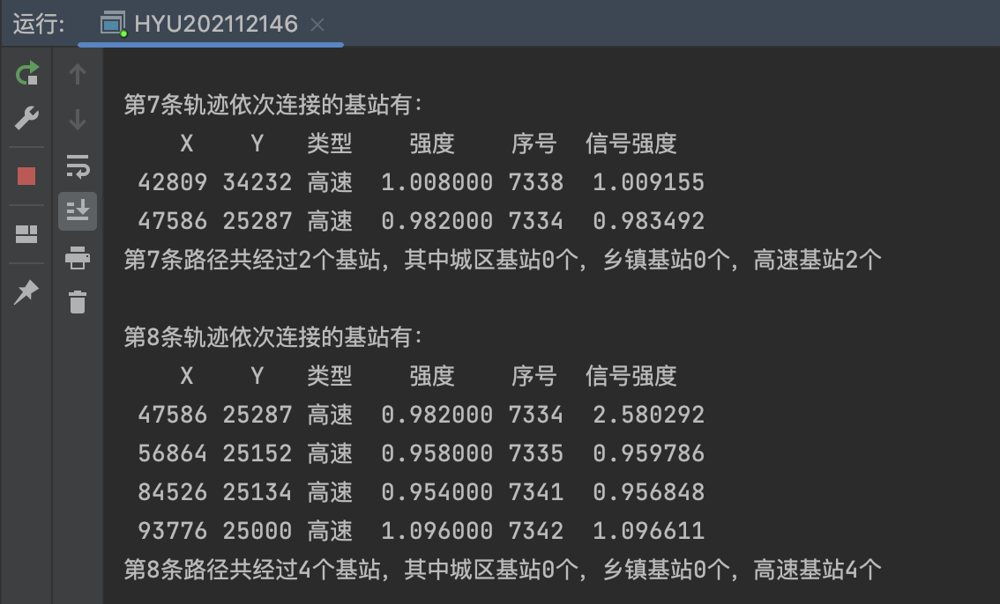 运行: HYU202112146
第7条轨迹依次连接的基站有:
X Y 类型 强度 序号 信号强度
42809 34232 高速 1.008000 7338 1.009155
47586 25287 高速 0.982000 7334 0.983492
第7条路径共经过2个基站，其中城区基站0个，乡镇基站0个，高速基站2个
第8条轨迹依次连接的基站有:
X Y 类型 强度 序号 信号强度
47586 25287 高速 0.982000 7334 2.580292
56864 25152 高速 0.958000 7335 0.959786
84526 25134 高速 0.954000 7341 0.956848
93776 25000 高速 1.096000 7342 1.096611
第8条路径共经过4个基站，其中城区基站0个，乡镇基站0个，高速基站4个